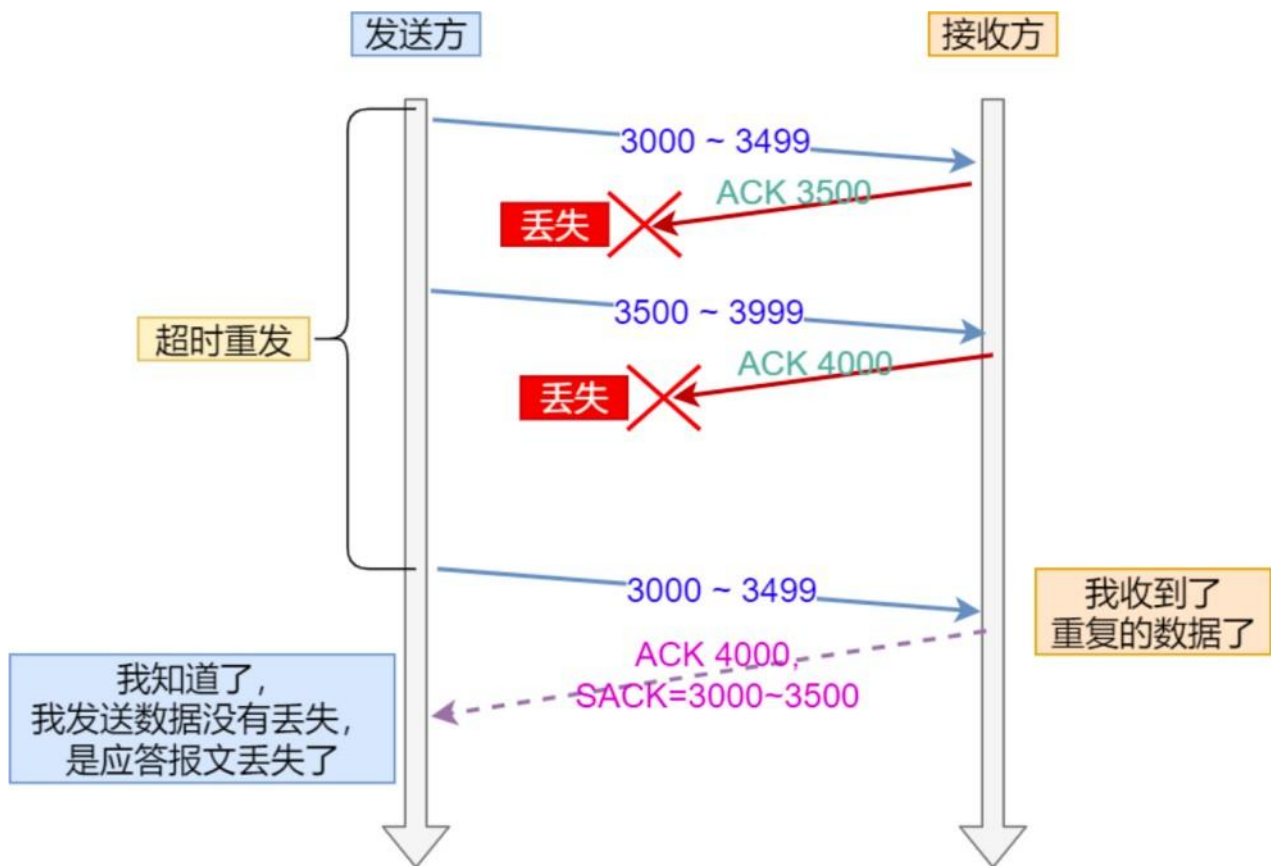 发送方
接收方
3000 ~ 3499
ACK 3500
丢失
3500 ~ 3999
超时重发
ACK 4000
丢失
3000 ~ 3499
我收到了
重复的数据了
ACK 4000,
SACK=3000~3500
我知道了，
我发送数据没有丢失，
是应答报文丢失了